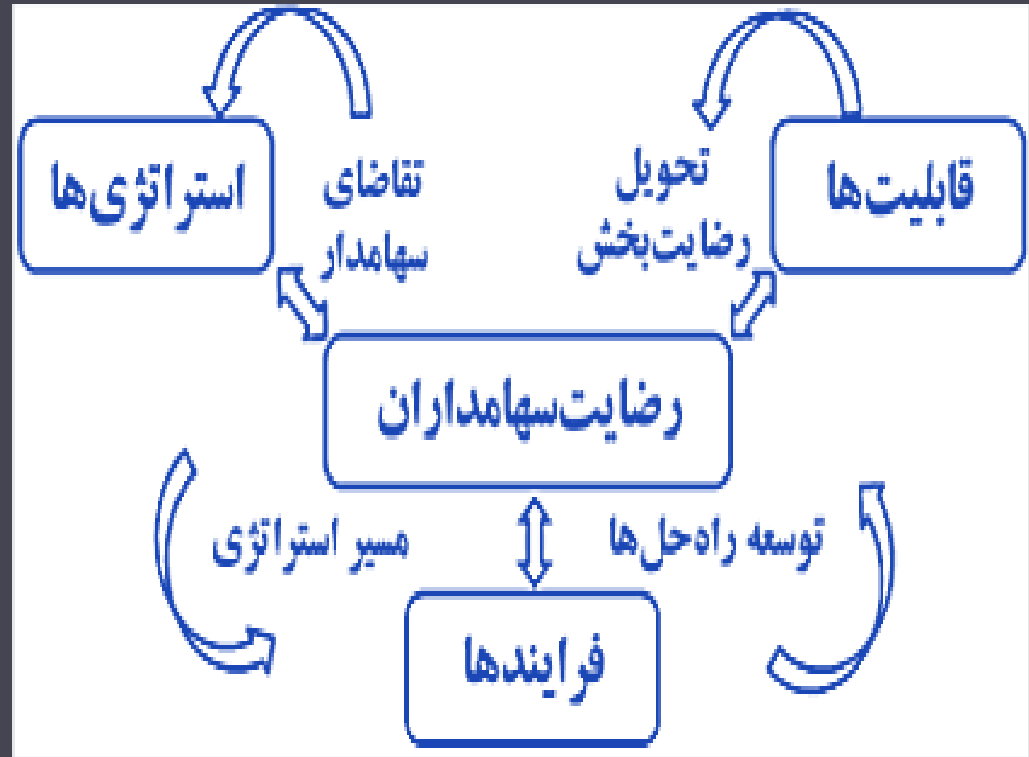 قابلیت‌ها
تحویل
رضایت‌بخش
تقاضای
سهامدار
استراتژی‌ها
رضایت‌سهامداران
توسعه راه‌حل‌ها
مسیر استراتژی
فرایندها